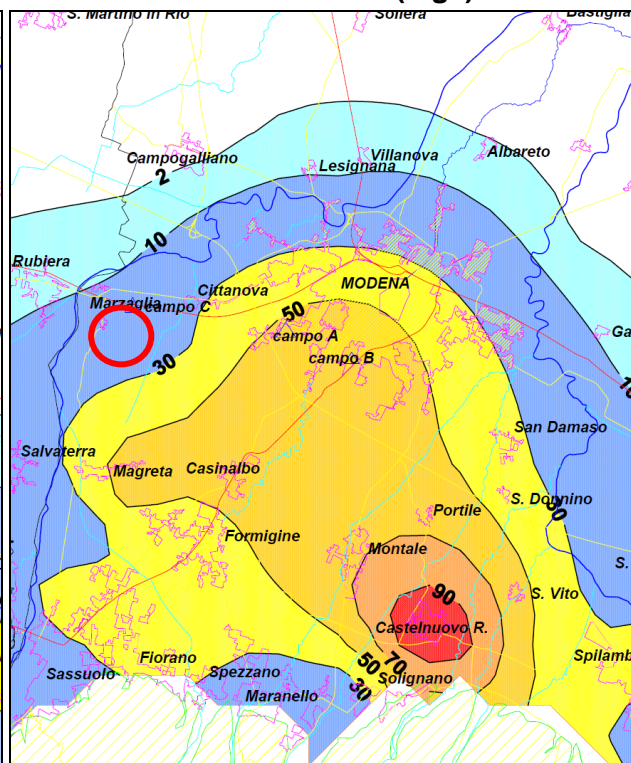 S. Martino in Rio
Soliera
Bastiglia
Campogalliano
Villanova
Albareto
Lesignana
2
10
Rubiera
Cittanova
MODENA
Marzaglia
campo C
50
campo A
campo B
30
10
Salvaterra
San Damaso
Magreta
Casinalbo
S. Donnino
30
Portile
Formigine
Montale
S.
90
S. Vito
Castelnuovo R.
Fiorano
50
70
Spilamb
Sassuolo
Spezzano
Solignano
30
Maranello